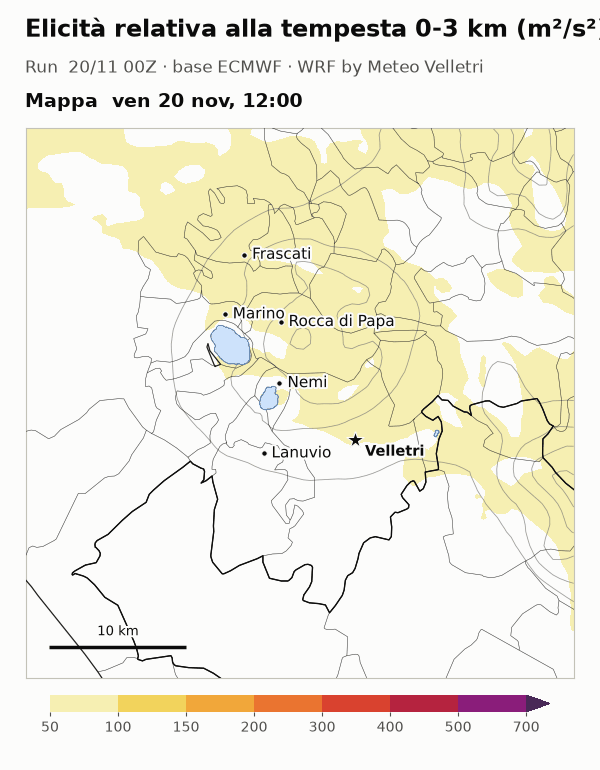 Elicità relativa alla tempesta 0-3 km (m²/s²)
Run  20/11 00Z · base ECMWF · WRF by Meteo Velletri
Mappa  ven 20 nov, 12:00
Frascati
Marino
Rocca di Papa
Nemi
Velletri
Lanuvio
10 km
50 100 150 200 300 400 500 700